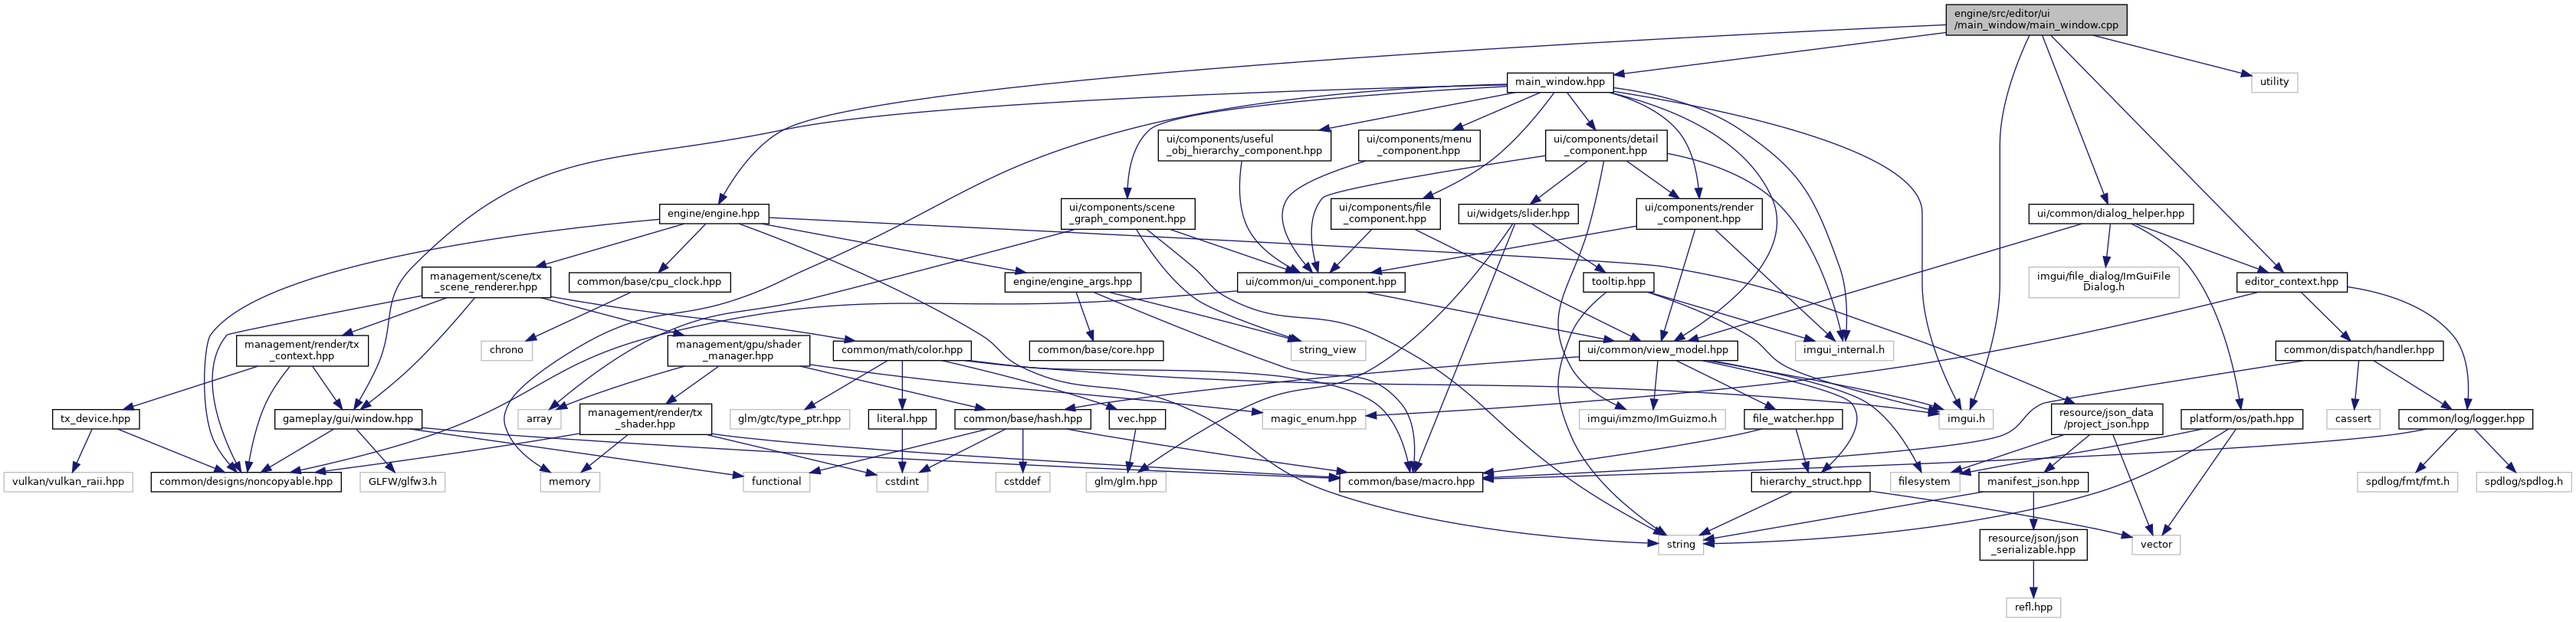 engine/src/editor/ui
/main_window/main_window.cpp
main_window.hpp
utility
ui/components/useful
_obj_hierarchy_component.hpp
ui/components/menu
_component.hpp
ui/components/detail
_component.hpp
engine/engine.hpp
ui/components/scene
_graph_component.hpp
ui/components/file
_component.hpp
ui/widgets/slider.hpp
ui/components/render
_component.hpp
ui/common/dialog_helper.hpp
management/scene/tx
_scene_renderer.hpp
common/base/cpu_clock.hpp
engine/engine_args.hpp
ui/common/ui_component.hpp
tooltip.hpp
imgui/file_dialog/ImGuiFile
Dialog.h
editor_context.hpp
management/render/tx
_context.hpp
chrono
management/gpu/shader
_manager.hpp
common/math/color.hpp
common/base/core.hpp
string_view
ui/common/view_model.hpp
imgui_internal.h
common/dispatch/handler.hpp
tx_device.hpp
gameplay/gui/window.hpp
array
management/render/tx
_shader.hpp
glm/gtc/type_ptr.hpp
literal.hpp
common/base/hash.hpp
vec.hpp
magic_enum.hpp
imgui/imzmo/ImGuizmo.h
file_watcher.hpp
imgui.h
resource/json_data
/project_json.hpp
platform/os/path.hpp
cassert
common/log/logger.hpp
vulkan/vulkan_raii.hpp
common/designs/noncopyable.hpp
GLFW/glfw3.h
memory
functional
cstdint
cstddef
glm/glm.hpp
common/base/macro.hpp
hierarchy_struct.hpp
filesystem
manifest_json.hpp
spdlog/fmt/fmt.h
spdlog/spdlog.h
string
resource/json/json
_serializable.hpp
vector
refl.hpp